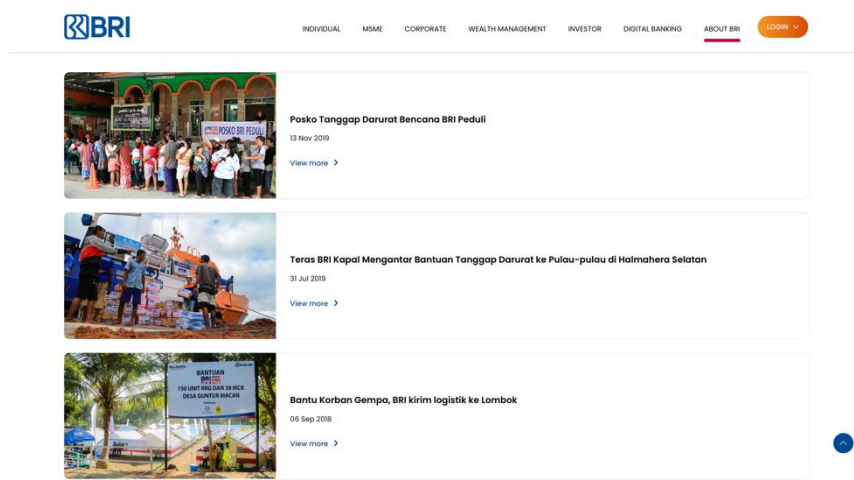 BRI
INDIVIDUAL
MSME
CORPORATE
WEALTH MANAGEMENT
INVESTOR
DIGITAL BANKING
ABOUT BRI
LOGIN
POSKO BRI PEDULI
Posko Tanggap Darurat Bencana BRI Peduli
13 Nov 2019
View more
Teras BRI Kapal Mengantar Bantuan Tanggap Darurat ke Pulau-pulau di Halmahera Selatan
31 Jul 2019
View more
BANTUAN
BRI
150 UNIT RRG DAN 38 MCK
DESA GUNTUR MACAN
Bantu Korban Gempa, BRI kirim logistik ke Lombok
06 Sep 2018
View more